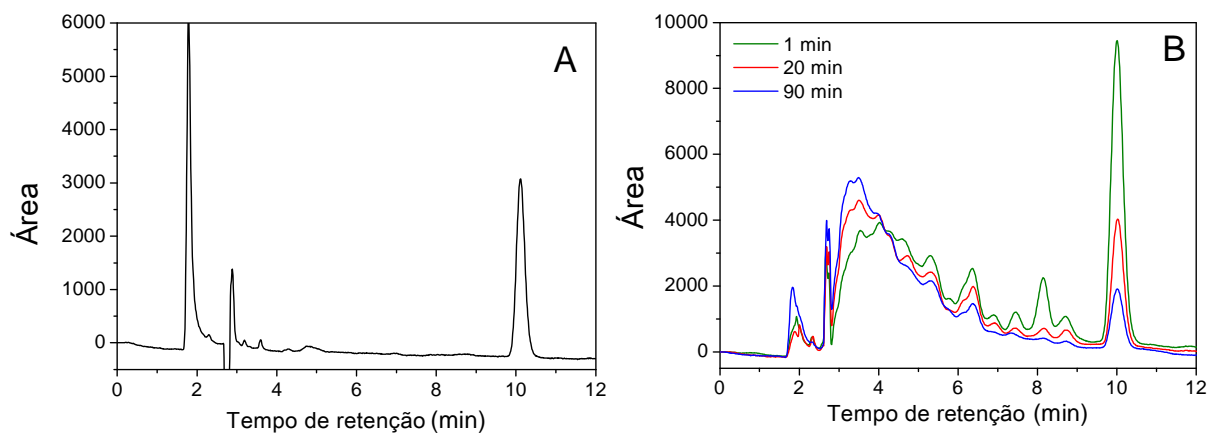 6000
5000
4000
3000
2000
1000
0
Área
A
0 2 4 6 8 10 12
Tempo de retenção (min)
10000
8000
6000
4000
2000
0
Área
1 min
20 min
90 min
B
0 2 4 6 8 10 12
Tempo de retenção (min)